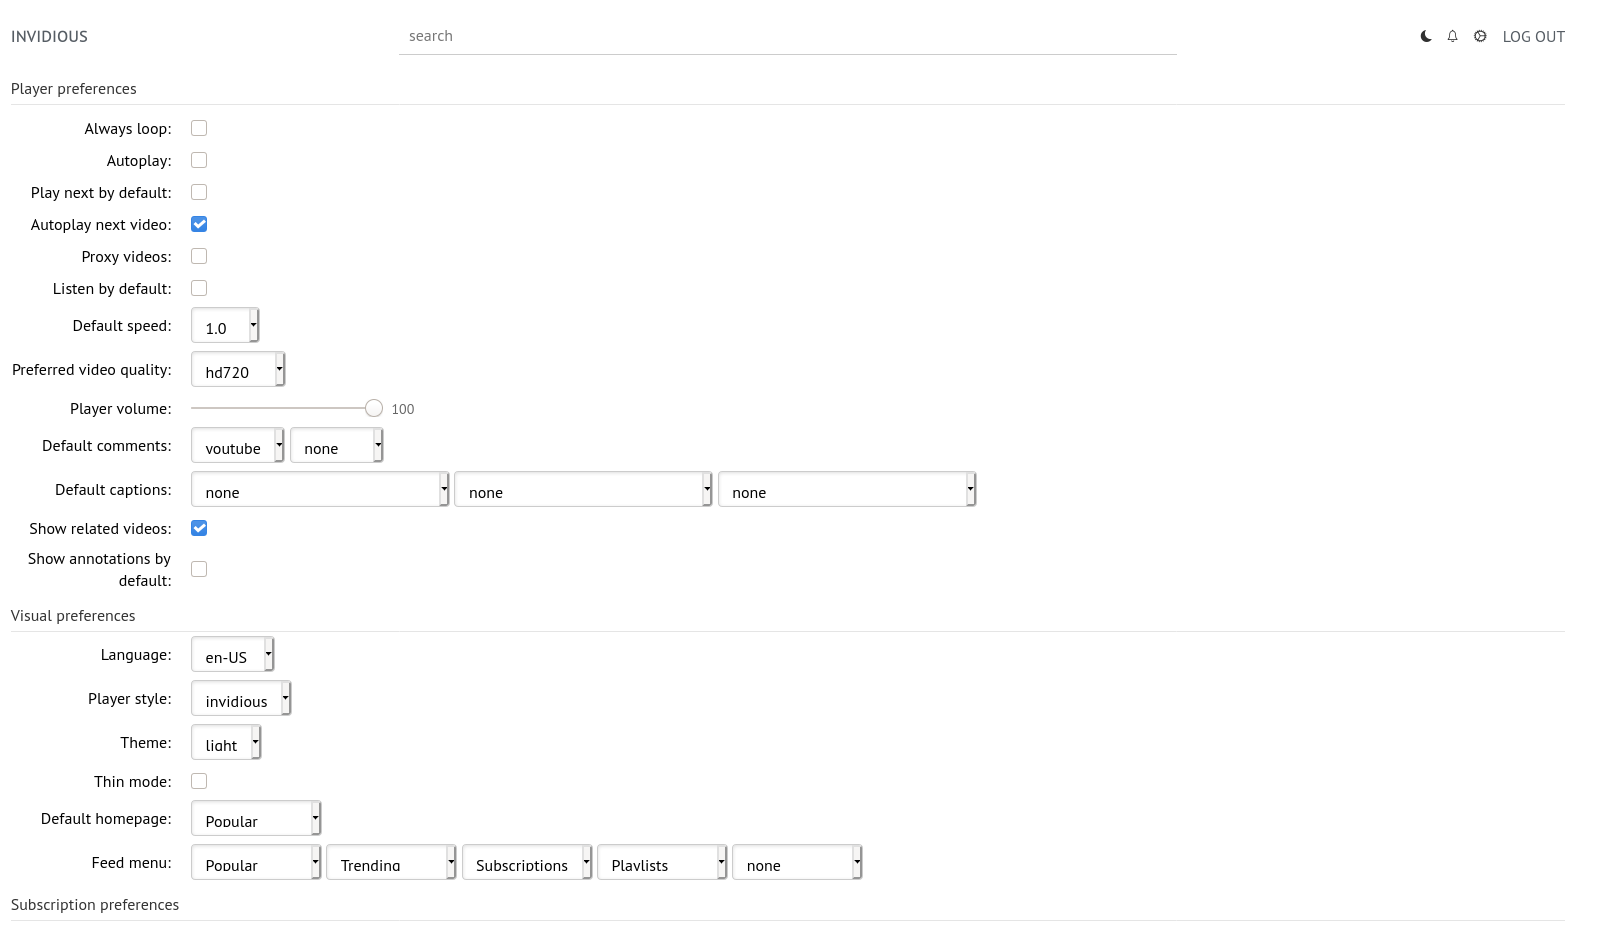 INVIDIOUS search LOG OUT
Player preferences
Always loop:
Autoplay:
Play next by default:
Autoplay next video:
Proxy videos:
Listen by default:
Default speed: 1.0
Preferred video quality: hd720
Player volume: 100
Default comments: youtube none
Default captions: none none none
Show related videos:
Show annotations by
default:
Visual preferences
Language: en-US
Player style: invidious
Theme: light
Thin mode:
Default homepage: Popular
Feed menu: Popular Trending Subscriptions Playlists none
Subscription preferences